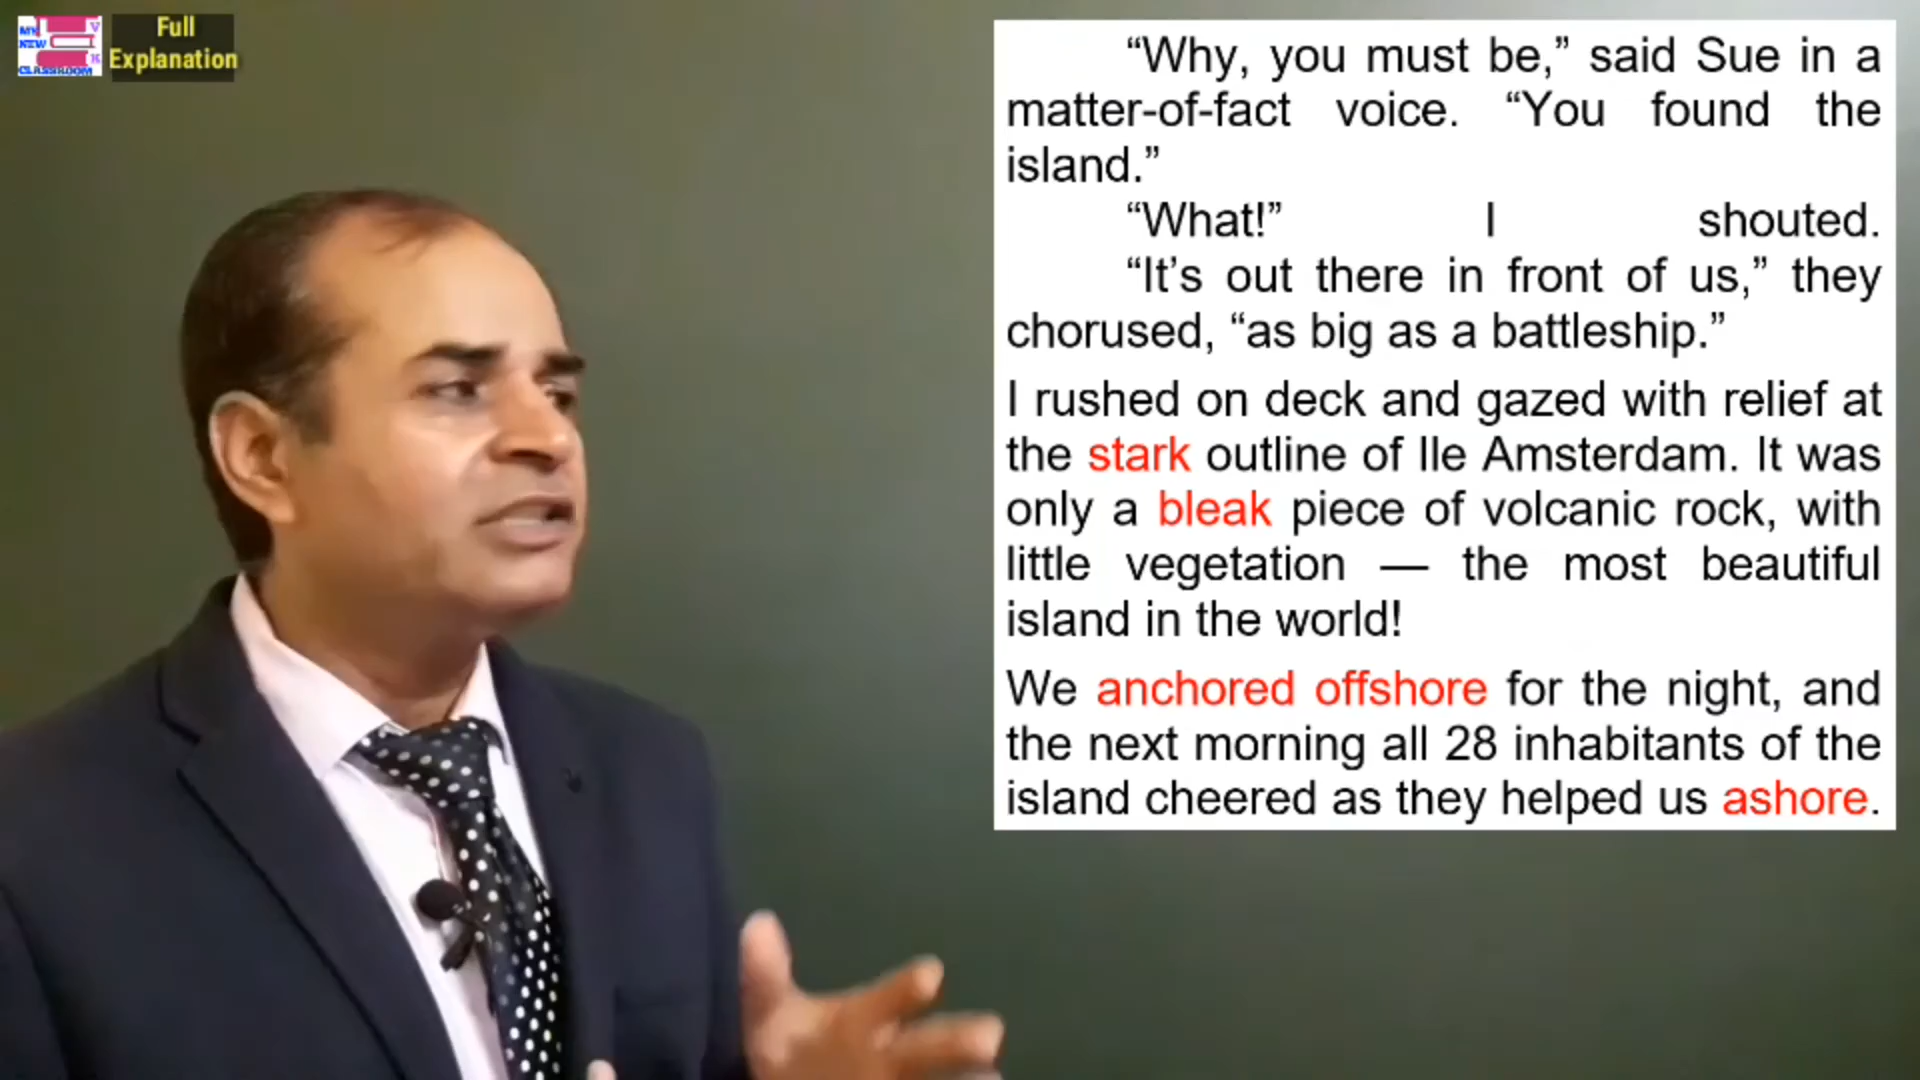 MY
NEW
CLASSROOM
V
K
Full
Explanation
“Why, you must be,” said Sue in a
matter-of-fact voice. “You found the
island.”
“What!” I shouted.
“It’s out there in front of us,” they
chorused, “as big as a battleship.”
I rushed on deck and gazed with relief at
the stark outline of Ile Amsterdam. It was
only a bleak piece of volcanic rock, with
little vegetation — the most beautiful
island in the world!
We anchored offshore for the night, and
the next morning all 28 inhabitants of the
island cheered as they helped us ashore.